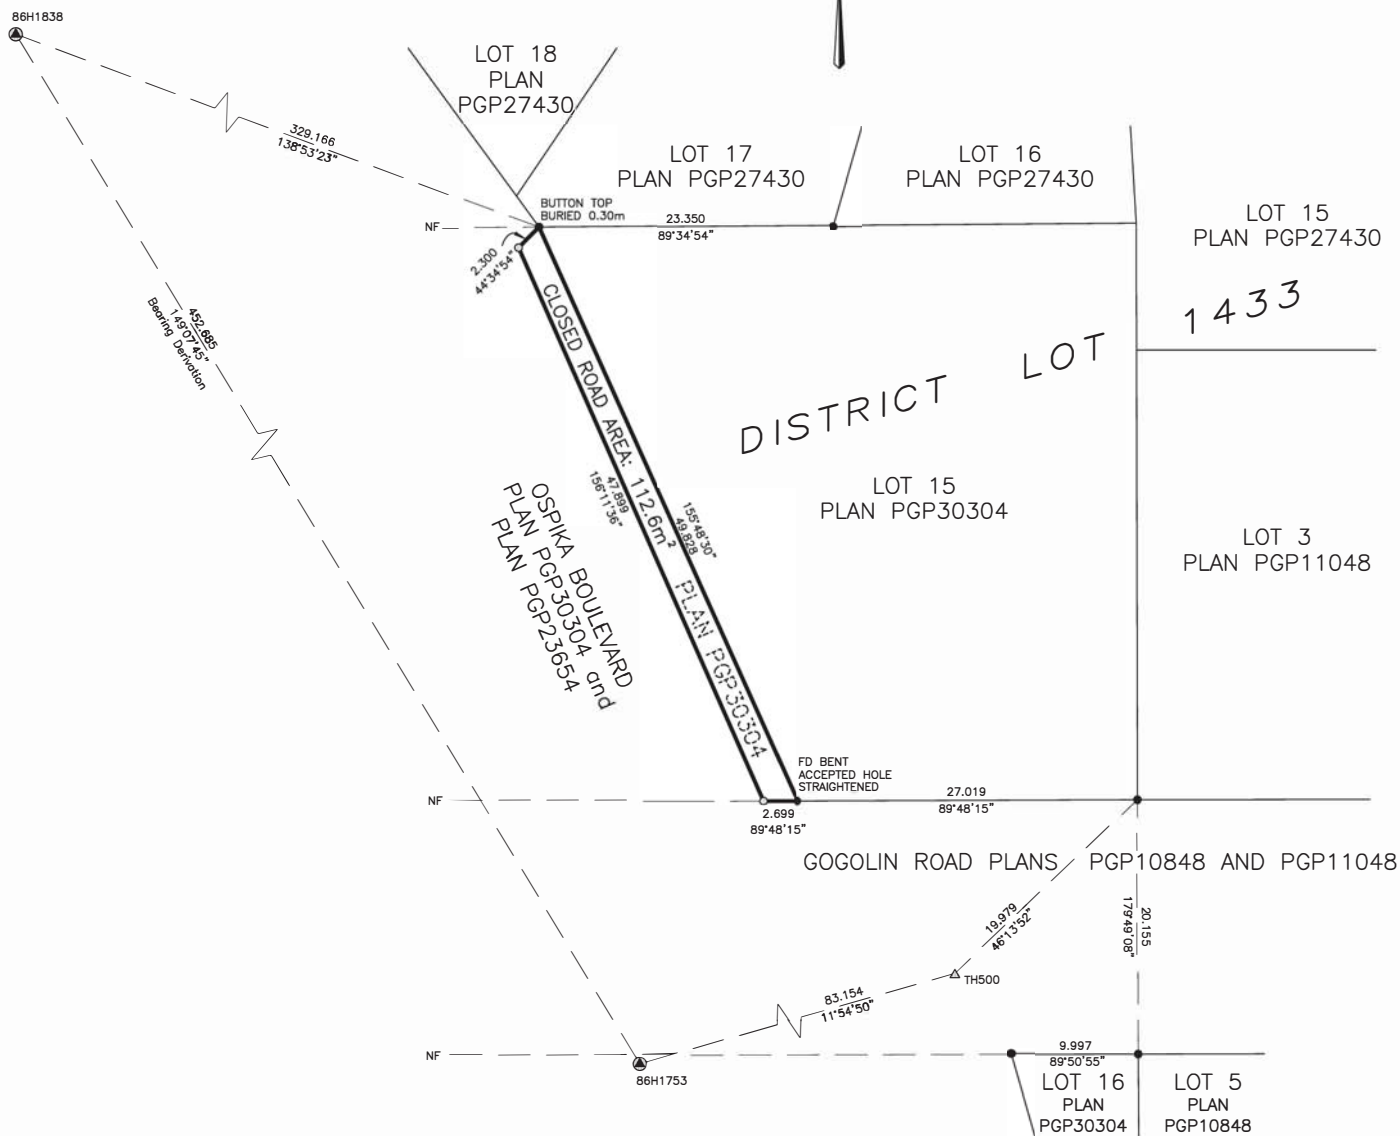 86H1838
LOT 18
PLAN
PGP27430
329.166
138°53'23"
LOT 17
PLAN PGP27430
LOT 16
PLAN PGP27430
LOT 15
PLAN PGP27430
BUTTON TOP
BURIED 0.30m
NF
23.350
89°34'54"
2.300
44°34'54"
452.685
149°07'45"
Bearing Derivation
CLOSED ROAD AREA: 112.6m² PLAN PGP30304
DISTRICT LOT 1433
47.899
156°11'36"
155°48'30"
49.828
LOT 15
PLAN PGP30304
OSPIKA BOULEVARD
PLAN PGP30304 and
PLAN PGP23654
LOT 3
PLAN PGP11048
FD BENT
ACCEPTED HOLE
STRAIGHTENED
NF
2.699
89°48'15"
27.019
89°48'15"
GOGOLIN ROAD PLANS PGP10848 AND PGP11048
19.979
46°13'52"
20.155
179°49'08"
TH500
83.154
11°54'50"
NF
86H1753
9.997
89°50'55"
LOT 16
PLAN
PGP30304
LOT 5
PLAN
PGP10848